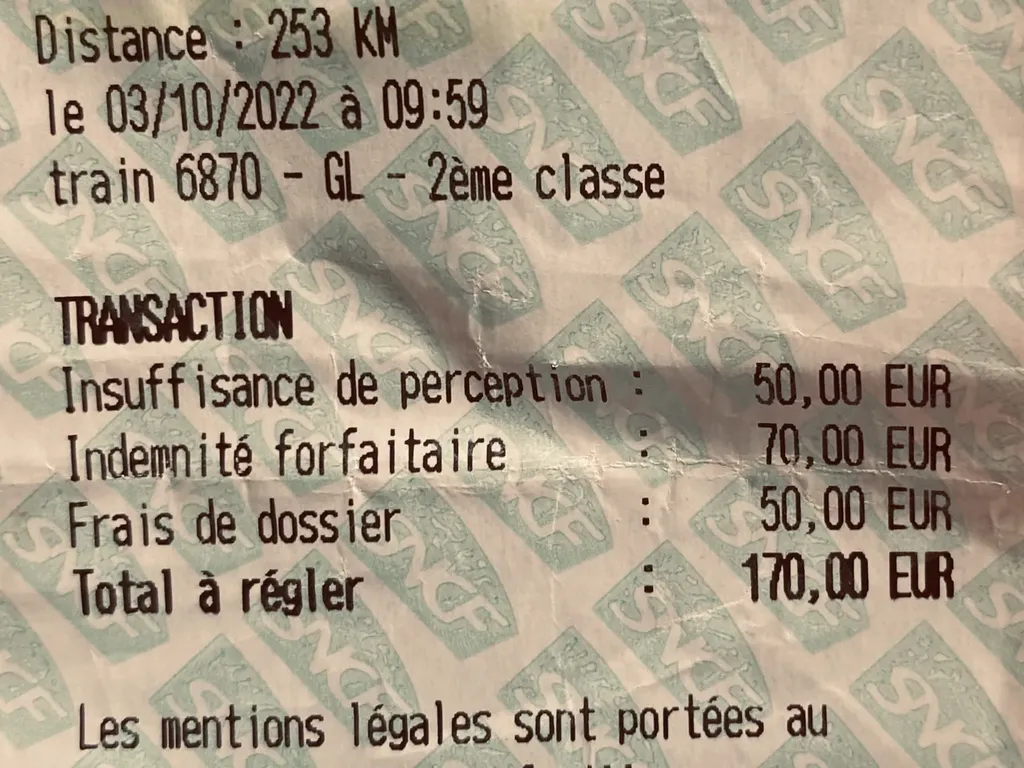 Distance : 253 KM
le 03/10/2022 à 09:59
train 6870 - GL - 2ème classe
TRANSACTION
Insuffisance de perception : 50,00 EUR
Indemnité forfaitaire : 70,00 EUR
Frais de dossier : 50,00 EUR
Total à régler : 170,00 EUR
Les mentions légales sont portées au